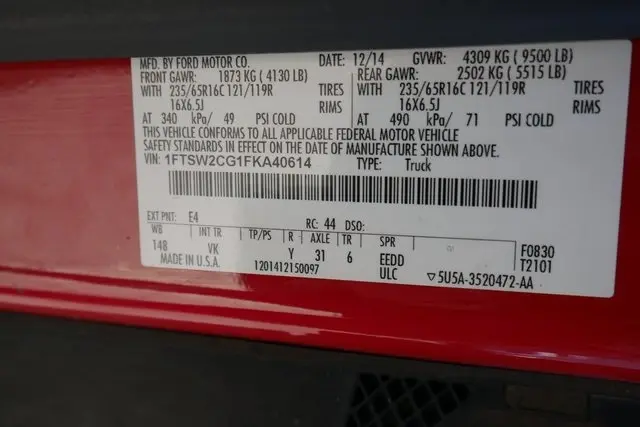 MFD. BY FORD MOTOR CO. DATE: 12/14 GVWR: 4309 KG ( 9500 LB)
FRONT GAWR: 1873 KG ( 4130 LB) REAR GAWR: 2502 KG ( 5515 LB)
WITH 235/65R16C 121/119R TIRES WITH 235/65R16C 121/119R TIRES
16X6.5J RIMS 16X6.5J RIMS
AT 340 kPa/ 49 PSI COLD AT 490 kPa/ 71 PSI COLD
THIS VEHICLE CONFORMS TO ALL APPLICABLE FEDERAL MOTOR VEHICLE
SAFETY STANDARDS IN EFFECT ON THE DATE OF MANUFACTURE SHOWN ABOVE.
VIN: 1FTSW2CG1FKA40614 TYPE: Truck
EXT PNT: E4 RC: 44 DSO:
WB INT TR TP/PS R AXLE TR SPR F0830
148 VK Y 31 6 EEDD T2101
MADE IN U.S.A. 1201412150097 ULC ▽5U5A-3520472-AA